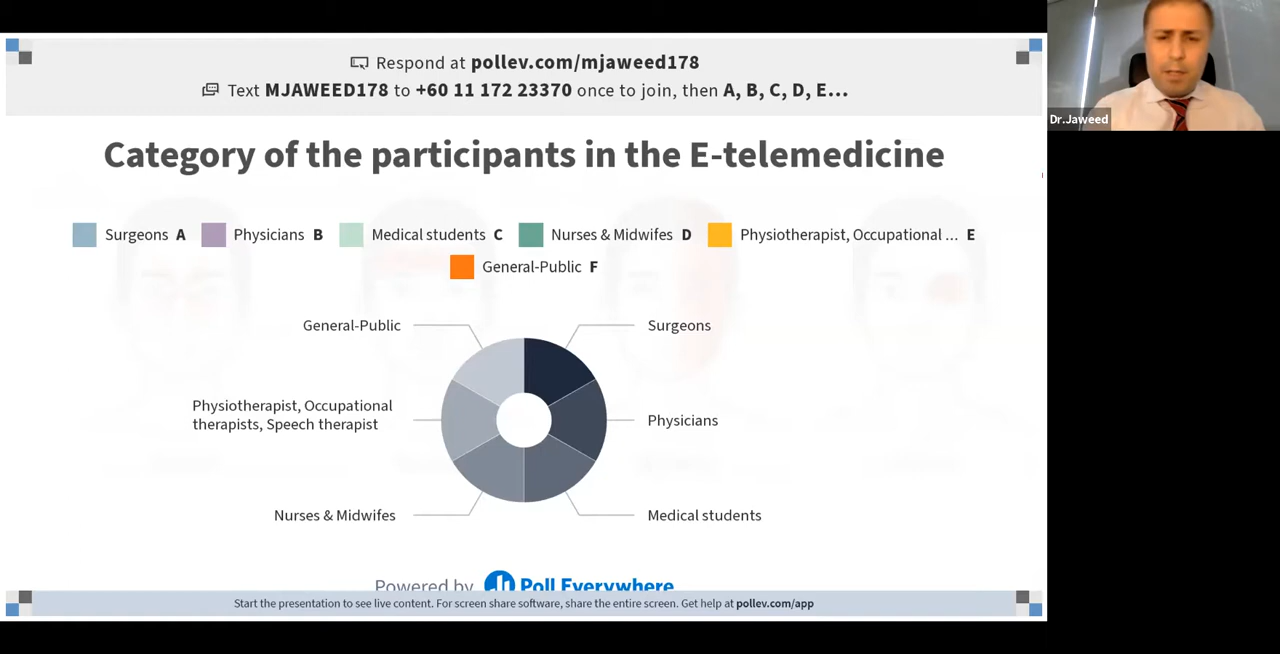 Respond at pollev.com/mjaweed178
Text MJAWEED178 to +60 11 172 23370 once to join, then A, B, C, D, E...
Dr.Jaweed
Category of the participants in the E-telemedicine
Surgeons A Physicians B Medical students C Nurses & Midwifes D Physiotherapist, Occupational ... E
General-Public F
General-Public
Surgeons
Physiotherapist, Occupational
therapists, Speech therapist
Physicians
Nurses & Midwifes
Medical students
Powered by Poll Everywhere
Start the presentation to see live content. For screen share software, share the entire screen. Get help at pollev.com/app